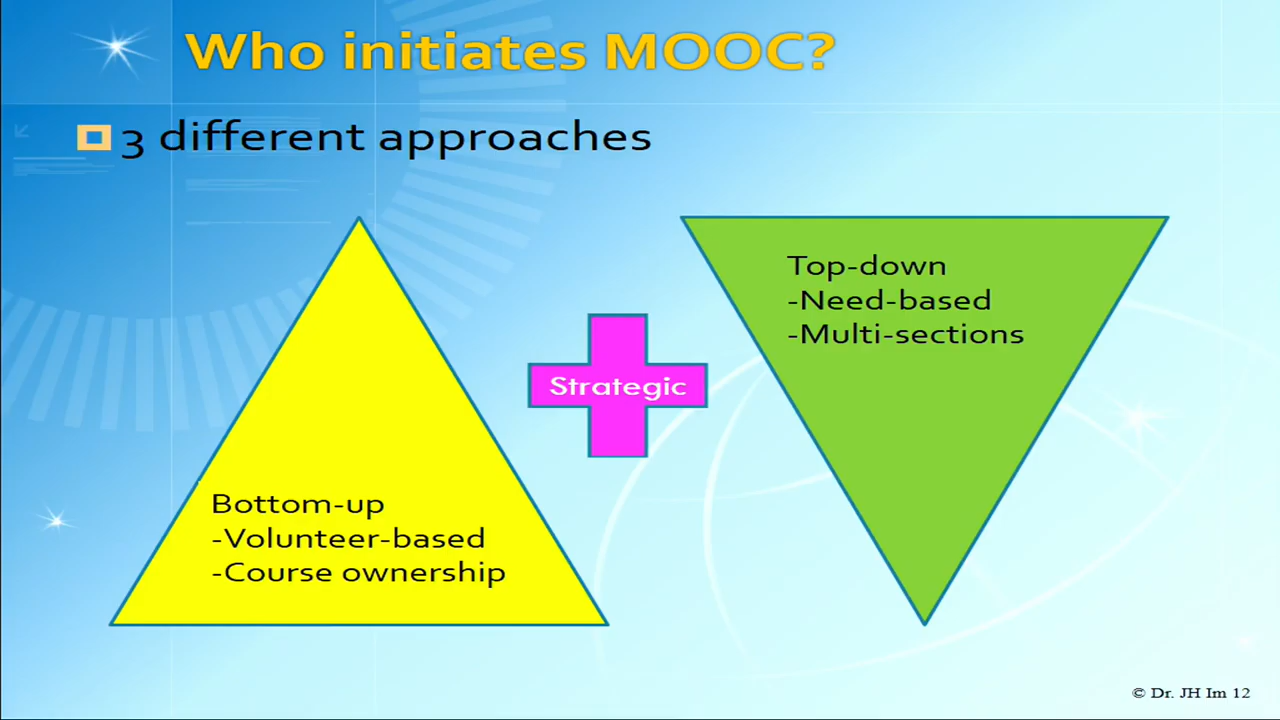 Who initiates MOOC?
3 different approaches
Top-down
-Need-based
-Multi-sections
Strategic
Bottom-up
-Volunteer-based
-Course ownership
© Dr. JH Im 12